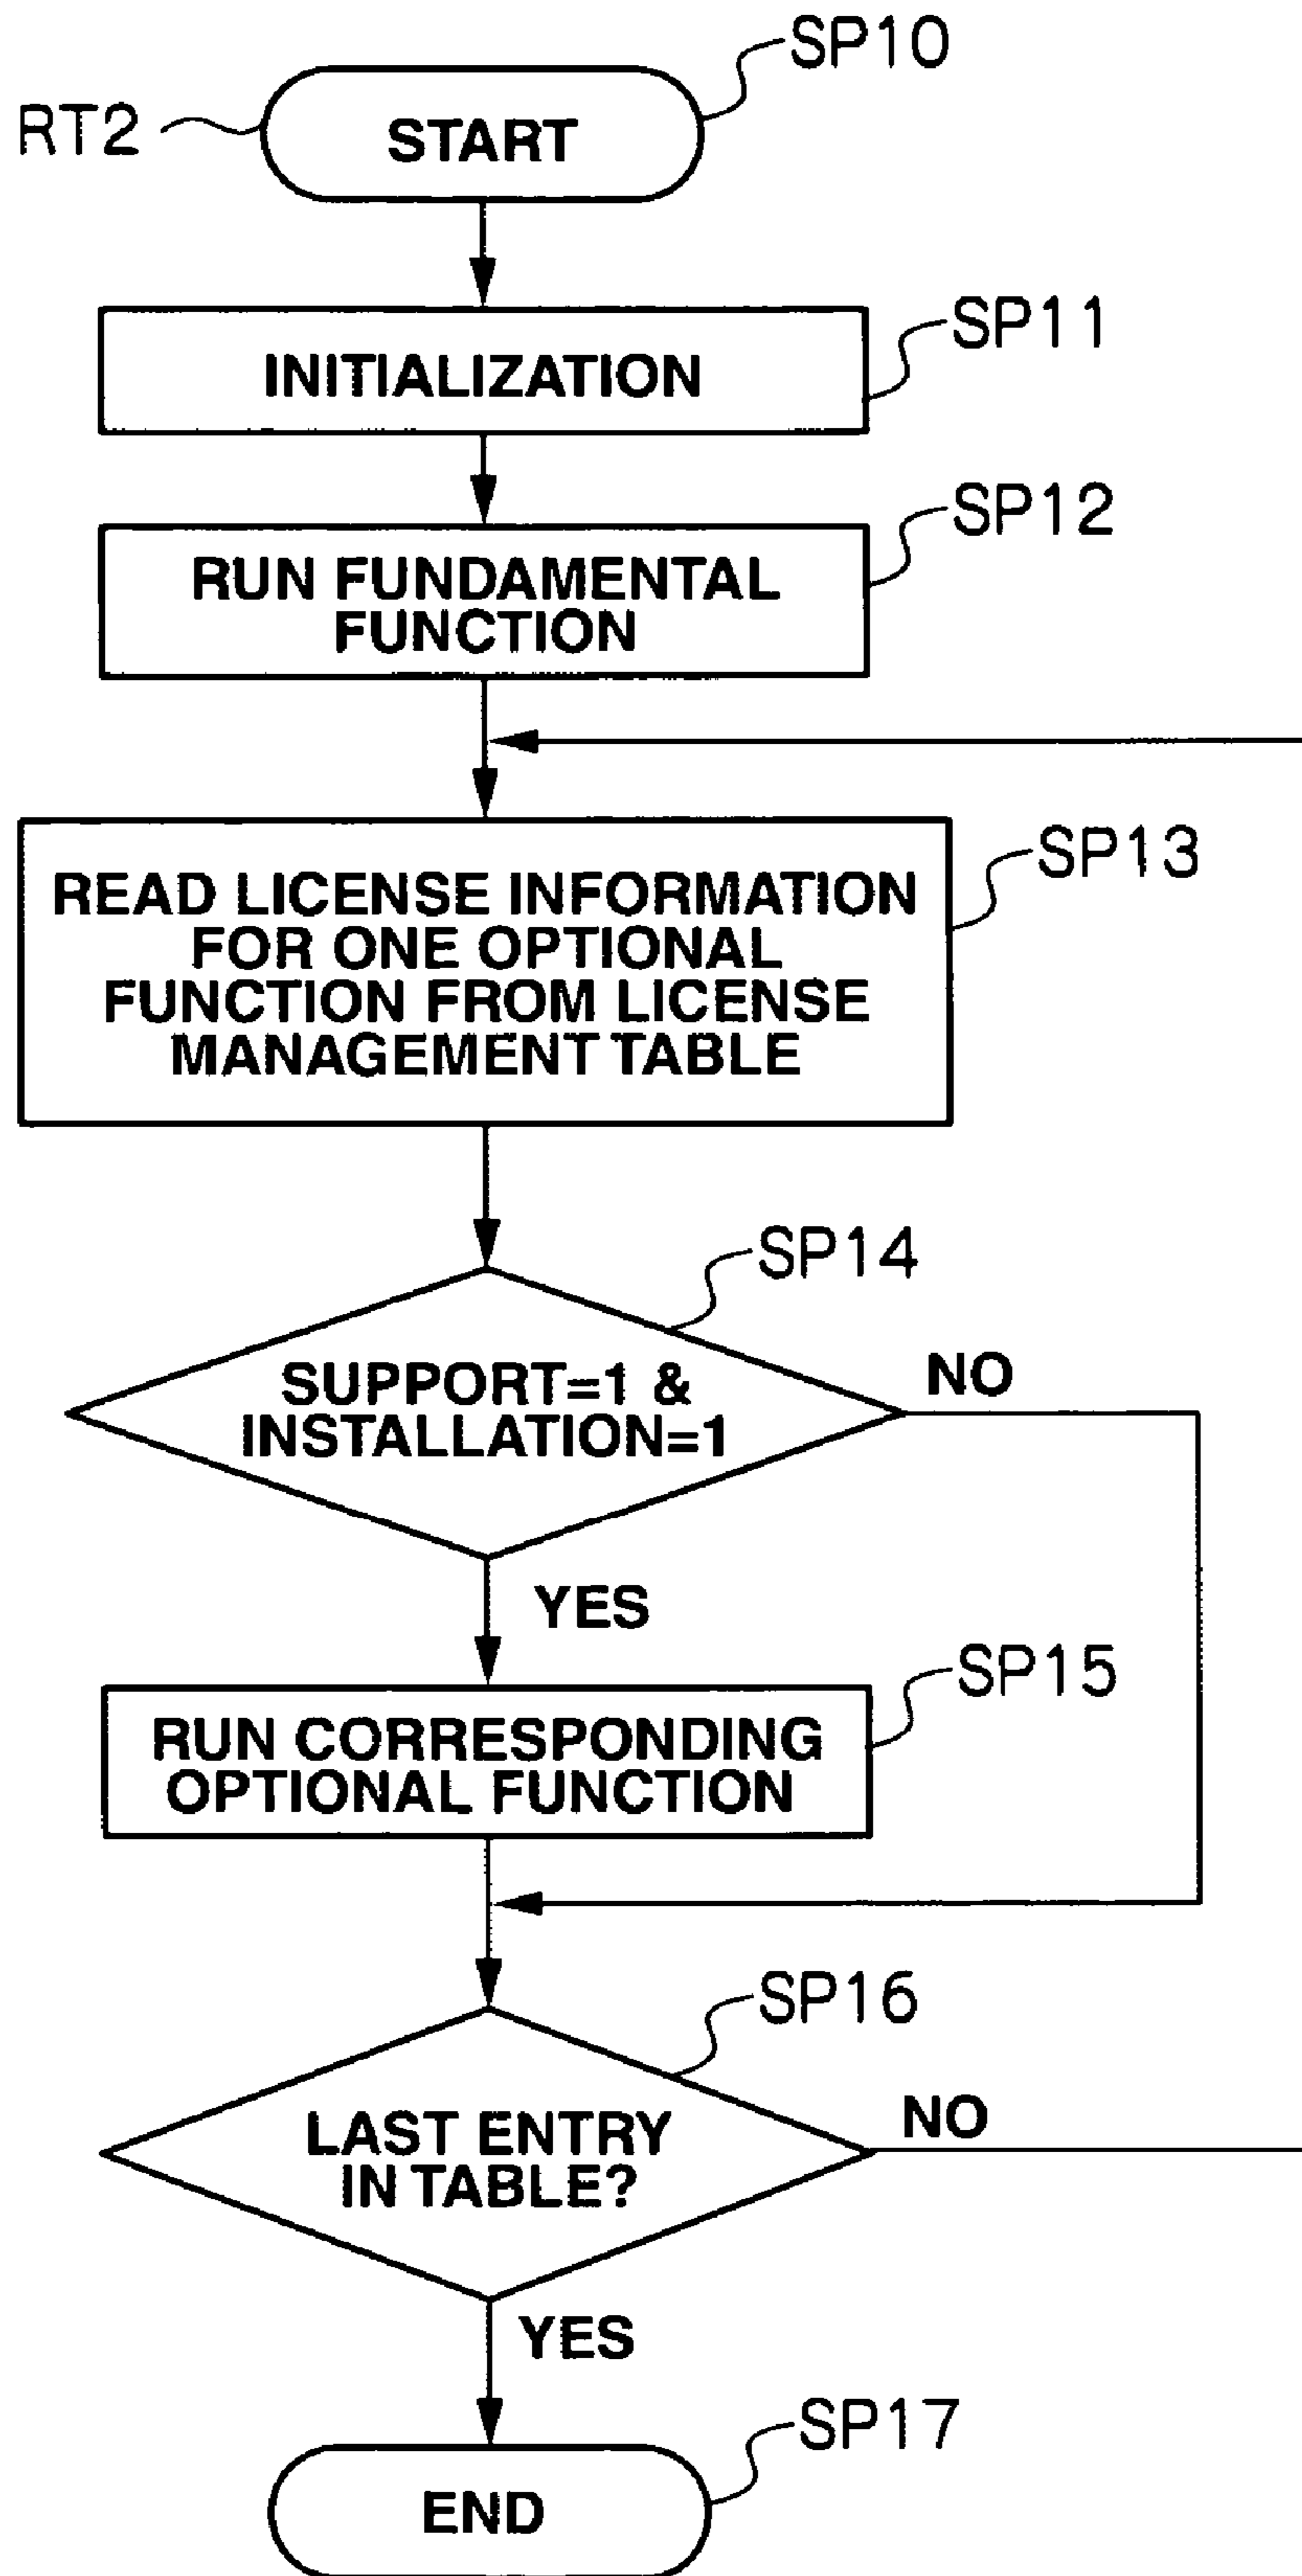 SP10
RT2
START
SP11
INITIALIZATION
SP12
RUN FUNDAMENTAL
FUNCTION
SP13
READ LICENSE INFORMATION
FOR ONE OPTIONAL
FUNCTION FROM LICENSE
MANAGEMENT TABLE
SP14
SUPPORT=1 &
INSTALLATION=1
NO
YES
SP15
RUN CORRESPONDING
OPTIONAL FUNCTION
SP16
LAST ENTRY
IN TABLE?
NO
YES
SP17
END